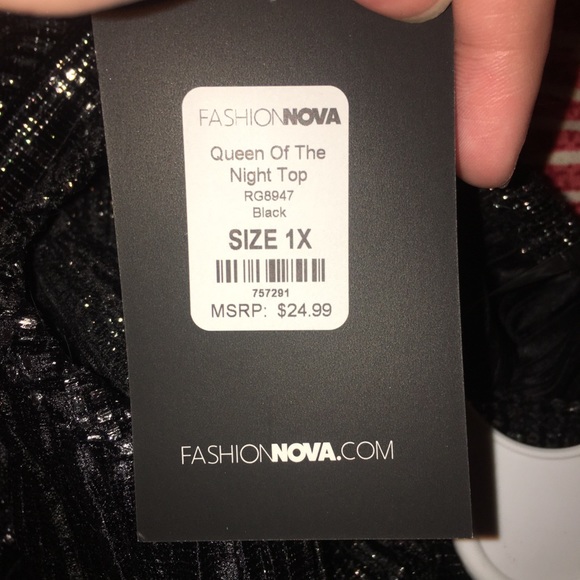 FASHIONNOVA
Queen Of The
Night Top
RG8947
Black
SIZE 1X
757291
MSRP: $24.99
FASHIONNOVA.COM